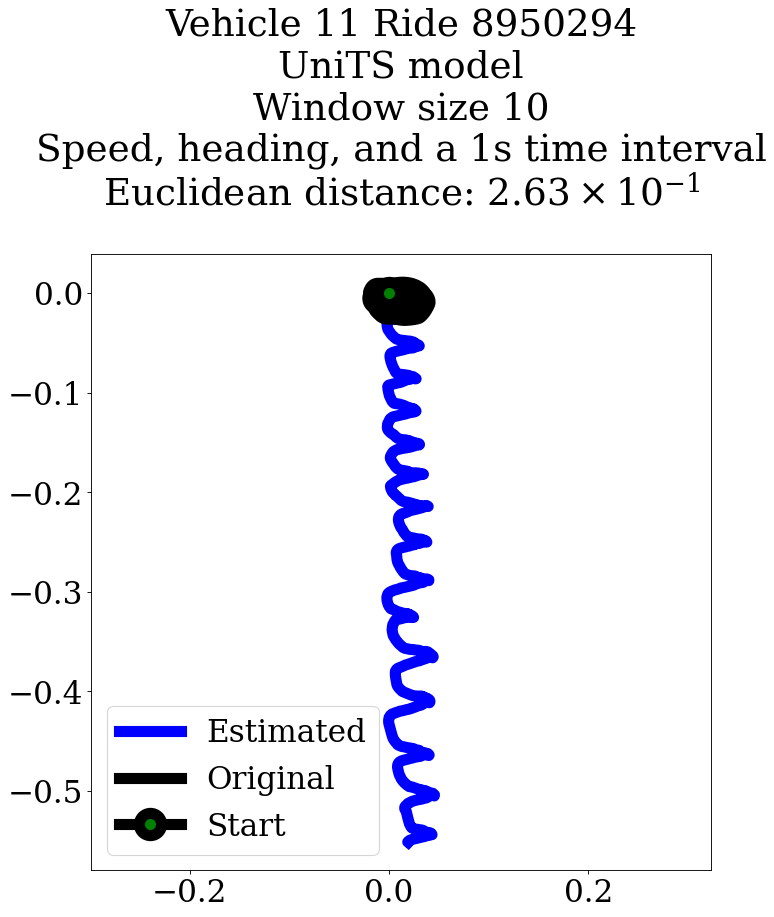 Vehicle 11 Ride 8950294
UniTS model
Window size 10
Speed, heading, and a 1s time interval
Euclidean distance: 2.63 × 10⁻¹
0.0
−0.1
−0.2
−0.3
−0.4
−0.5
Estimated
Original
Start
−0.2
0.0
0.2